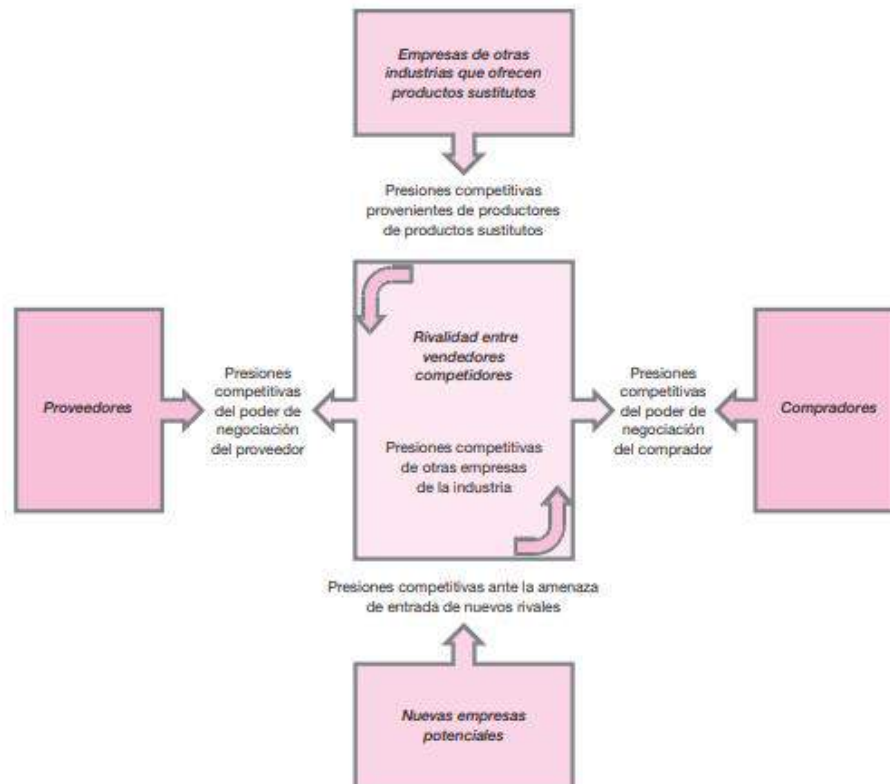 Empresas de otras
industrias que ofrecen
productos sustitutos
Presiones competitivas
provenientes de productores
de productos sustitutos
Proveedores
Presiones
competitivas
del poder de
negociación
del proveedor
Rivalidad entre
vendedores
competidores
Presiones competitivas
de otras empresas
de la industria
Presiones
competitivas
del poder de
negociación
del comprador
Compradores
Presiones competitivas ante la amenaza
de entrada de nuevos rivales
Nuevas empresas
potenciales